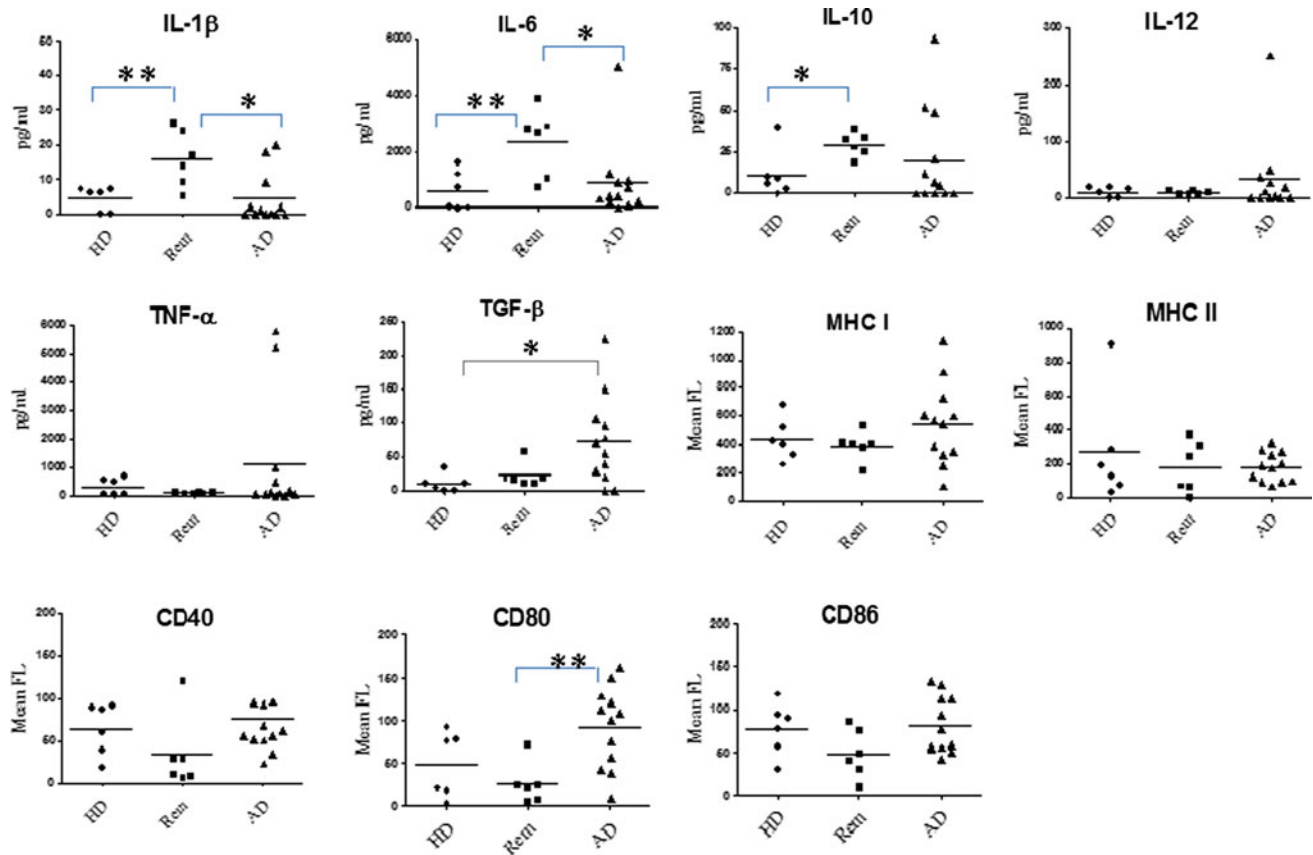 IL-1β
pg/ml
50
40
30
20
10
0
**
*
HD
Rem
AD
IL-6
pg/ml
6000
4000
2000
0
**
*
HD
Rem
AD
IL-10
pg/ml
100
75
50
25
0
*
HD
Rem
AD
IL-12
pg/ml
300
200
100
0
HD
Rem
AD
TNF-α
pg/ml
6000
5000
4000
3000
2000
1000
0
HD
Rem
AD
TGF-β
pg/ml
250
200
150
100
50
0
*
HD
Rem
AD
MHC I
Mean FL
1200
1000
800
600
400
200
0
HD
Rem
AD
MHC II
Mean FL
1000
800
600
400
200
0
HD
Rem
AD
CD40
Mean FL
200
150
100
50
0
HD
Rem
AD
CD80
Mean FL
200
150
100
50
0
**
HD
Rem
AD
CD86
Mean FL
200
150
100
50
0
HD
Rem
AD